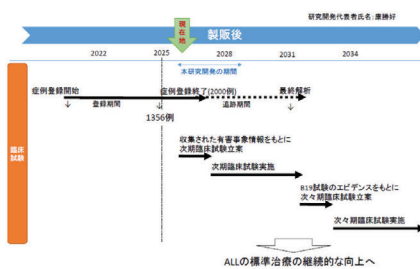 研究開発代表者氏名：康勝好
現在地
製販後
2022
2025
2028
2031
2034
本研究開発の期間
臨床試験
症例登録開始
症例登録終了(2000例)
最終解析
↓
登録期間
↓
追跡期間
↓
1356例
収集された有害事象情報をもとに
次期臨床試験立案
次期臨床試験実施
B19試験のエビデンスをもとに
次々期臨床試験立案
次々期臨床試験実施
ALLの標準治療の継続的な向上へ